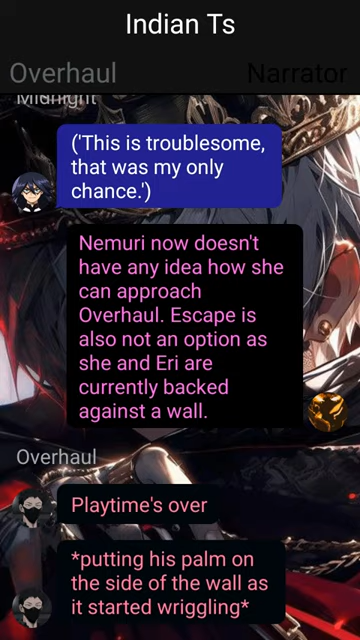 Indian Ts
Overhaul Narrator
Midnight
('This is troublesome,
that was my only
chance.')
Nemuri now doesn't
have any idea how she
can approach
Overhaul. Escape is
also not an option as
she and Eri are
currently backed
against a wall.
Overhaul
Playtime's over
*putting his palm on
the side of the wall as
it started wriggling*